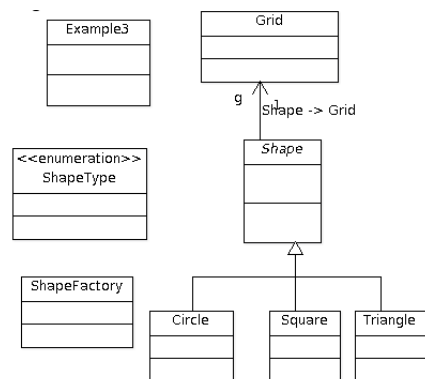 Example3
Grid
g
1
Shape -> Grid
Shape
<<enumeration>>
ShapeType
ShapeFactory
Circle
Square
Triangle